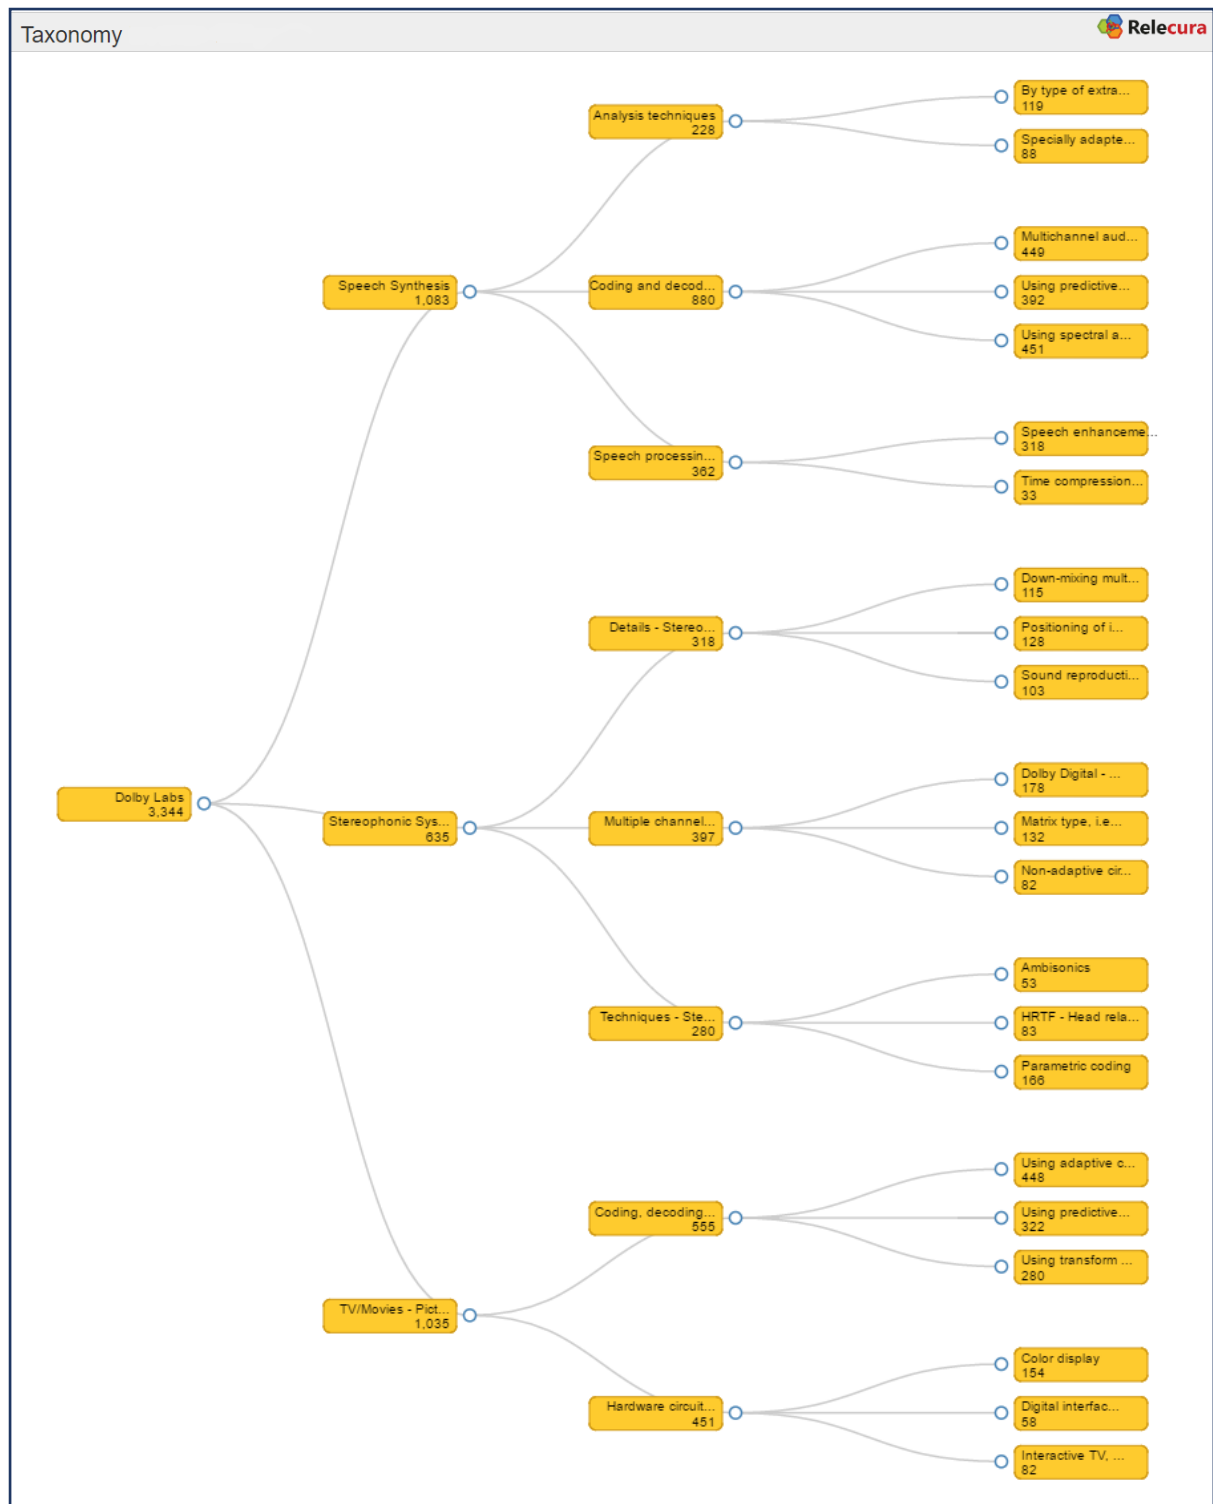 Taxonomy
Relecura
By type of extra...
119
Analysis techniques
228
Specially adapte...
88
Multichannel aud...
449
Speech Synthesis
1,083
Coding and decod...
880
Using predictive...
392
Using spectral a...
451
Speech enhanceme...
318
Speech processin...
362
Time compression...
33
Down-mixing mult...
115
Details - Stereo...
318
Positioning of i...
128
Sound reproducti...
103
Dolby Labs
3,344
Dolby Digital - ...
178
Stereophonic Sys...
635
Multiple channel...
397
Matrix type, i.e...
132
Non-adaptive cir...
82
Ambisonics
53
Techniques - Ste...
280
HRTF - Head rela...
83
Parametric coding
166
Using adaptive c...
448
Coding, decoding...
555
Using predictive...
322
Using transform ...
280
TV/Movies - Pict...
1,035
Color display
154
Hardware circuit...
451
Digital interfac...
58
Interactive TV, ...
82